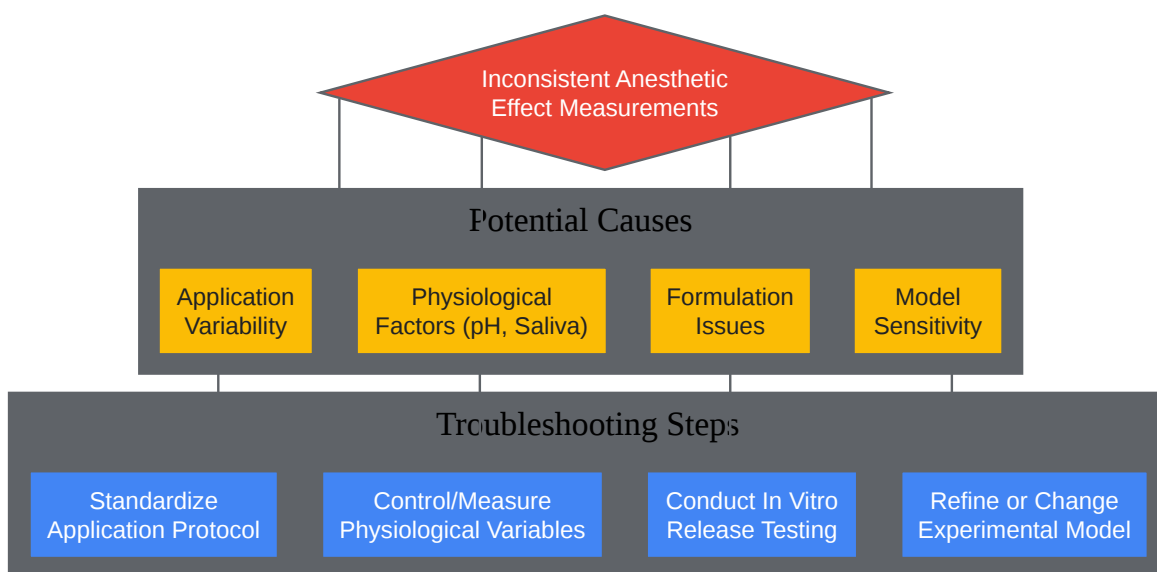 Inconsistent Anesthetic
Effect Measurements
Potential Causes
Application
Variability
Physiological
Factors (pH, Saliva)
Formulation
Issues
Model
Sensitivity
Troubleshooting Steps
Standardize
Application Protocol
Control/Measure
Physiological Variables
Conduct In Vitro
Release Testing
Refine or Change
Experimental Model